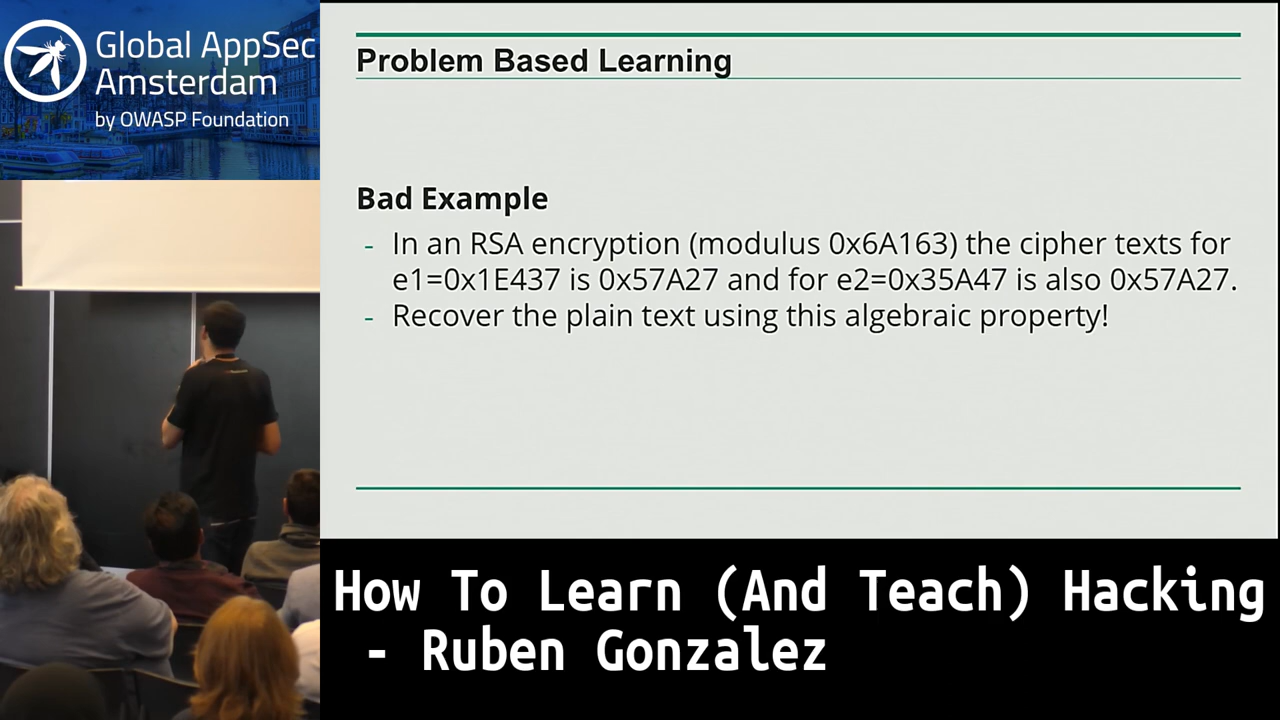 Global AppSec
Amsterdam
by OWASP Foundation
Problem Based Learning
Bad Example
- In an RSA encryption (modulus 0x6A163) the cipher texts for
e1=0x1E437 is 0x57A27 and for e2=0x35A47 is also 0x57A27.
- Recover the plain text using this algebraic property!
How To Learn (And Teach) Hacking
- Ruben Gonzalez